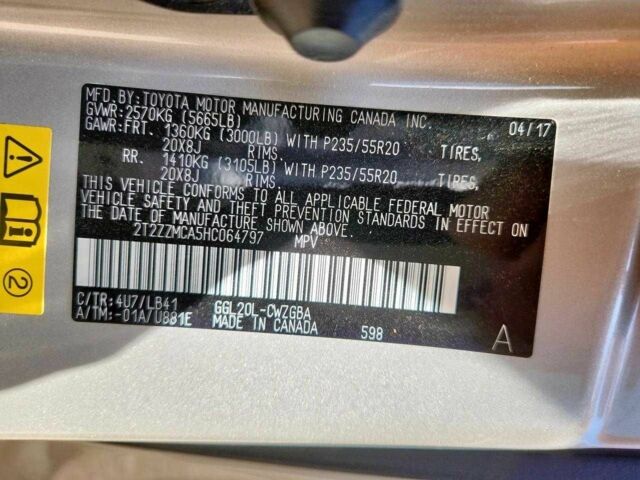 MFD. BY: TOYOTA MOTOR MANUFACTURING CANADA INC. 04/17
GVWR: 2570KG (5665LB)
GAWR: FRT. 1360KG (3000LB) WITH P235/55R20 TIRES,
20X8J RIMS.
RR. 1410KG (3105LB) WITH P235/55R20 TIRES,
20X8J RIMS.
THIS VEHICLE CONFORMS TO ALL APPLICABLE FEDERAL MOTOR
VEHICLE SAFETY AND THEFT PREVENTION STANDARDS IN EFFECT ON
THE DATE OF MANUFACTURE SHOWN ABOVE.
2T2ZZMCA5HC064797 MPV
C/TR: 4U7/LB41 GGL20L-CWZGBA
A/TM: -01A/U881E MADE IN CANADA 598 A
2